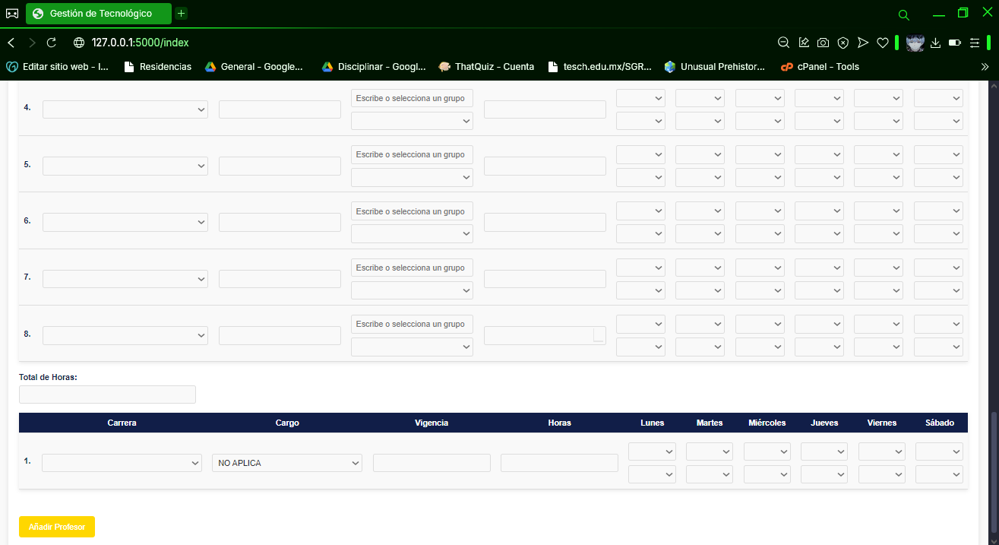 Gestión de Tecnológico
127.0.0.1:5000/index
Editar sitio web - I... Residencias General - Google... Disciplinar - Googl... ThatQuiz - Cuenta tesch.edu.mx/SGR... Unusual Prehistor... cPanel - Tools
4. Escribe o selecciona un grupo
5. Escribe o selecciona un grupo
6. Escribe o selecciona un grupo
7. Escribe o selecciona un grupo
8. Escribe o selecciona un grupo
Total de Horas:
Carrera Cargo Vigencia Horas Lunes Martes Miércoles Jueves Viernes Sábado
1. NO APLICA
Añadir Profesor